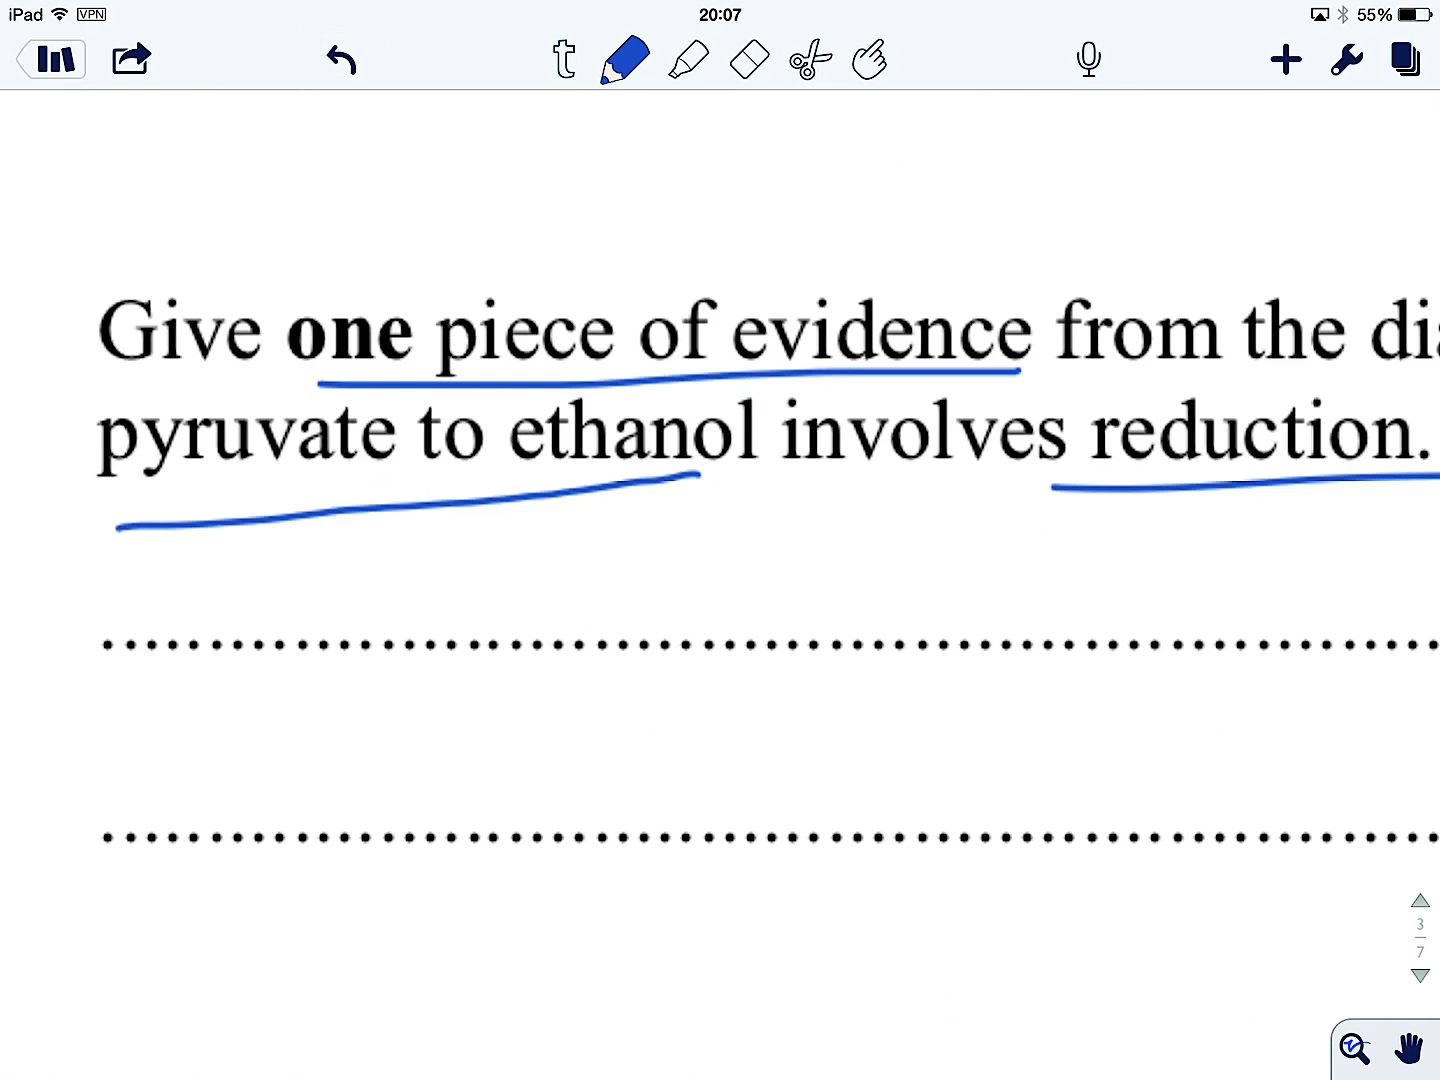 iPad VPN 20:07 55%
t
Give one piece of evidence from the di
pyruvate to ethanol involves reduction.
3
7